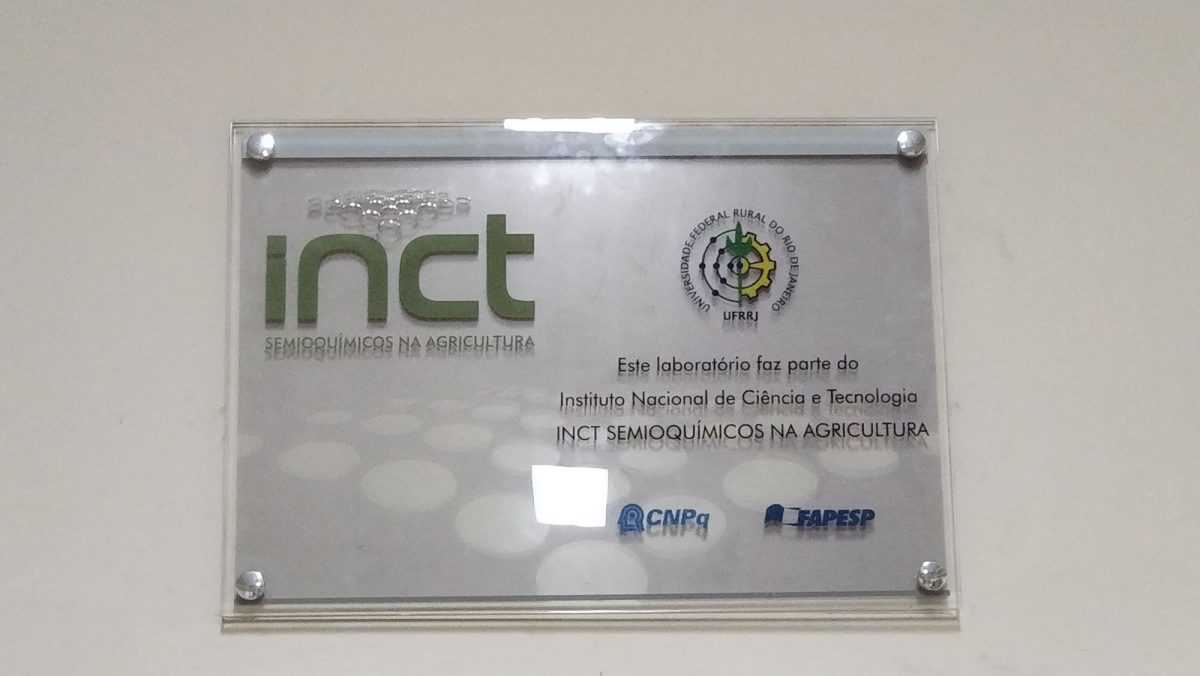 inct
SEMIOQUÍMICOS NA AGRICULTURA
UNIVERSIDADE FEDERAL RURAL DO RIO DE JANEIRO
UFRRJ
Este laboratório faz parte do
Instituto Nacional de Ciência e Tecnologia
INCT SEMIOQUÍMICOS NA AGRICULTURA
CNPq
FAPESP